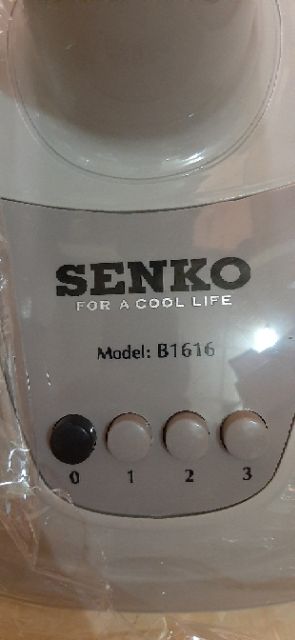 SENKO
FOR A COOL LIFE
Model: B1616
0 1 2 3